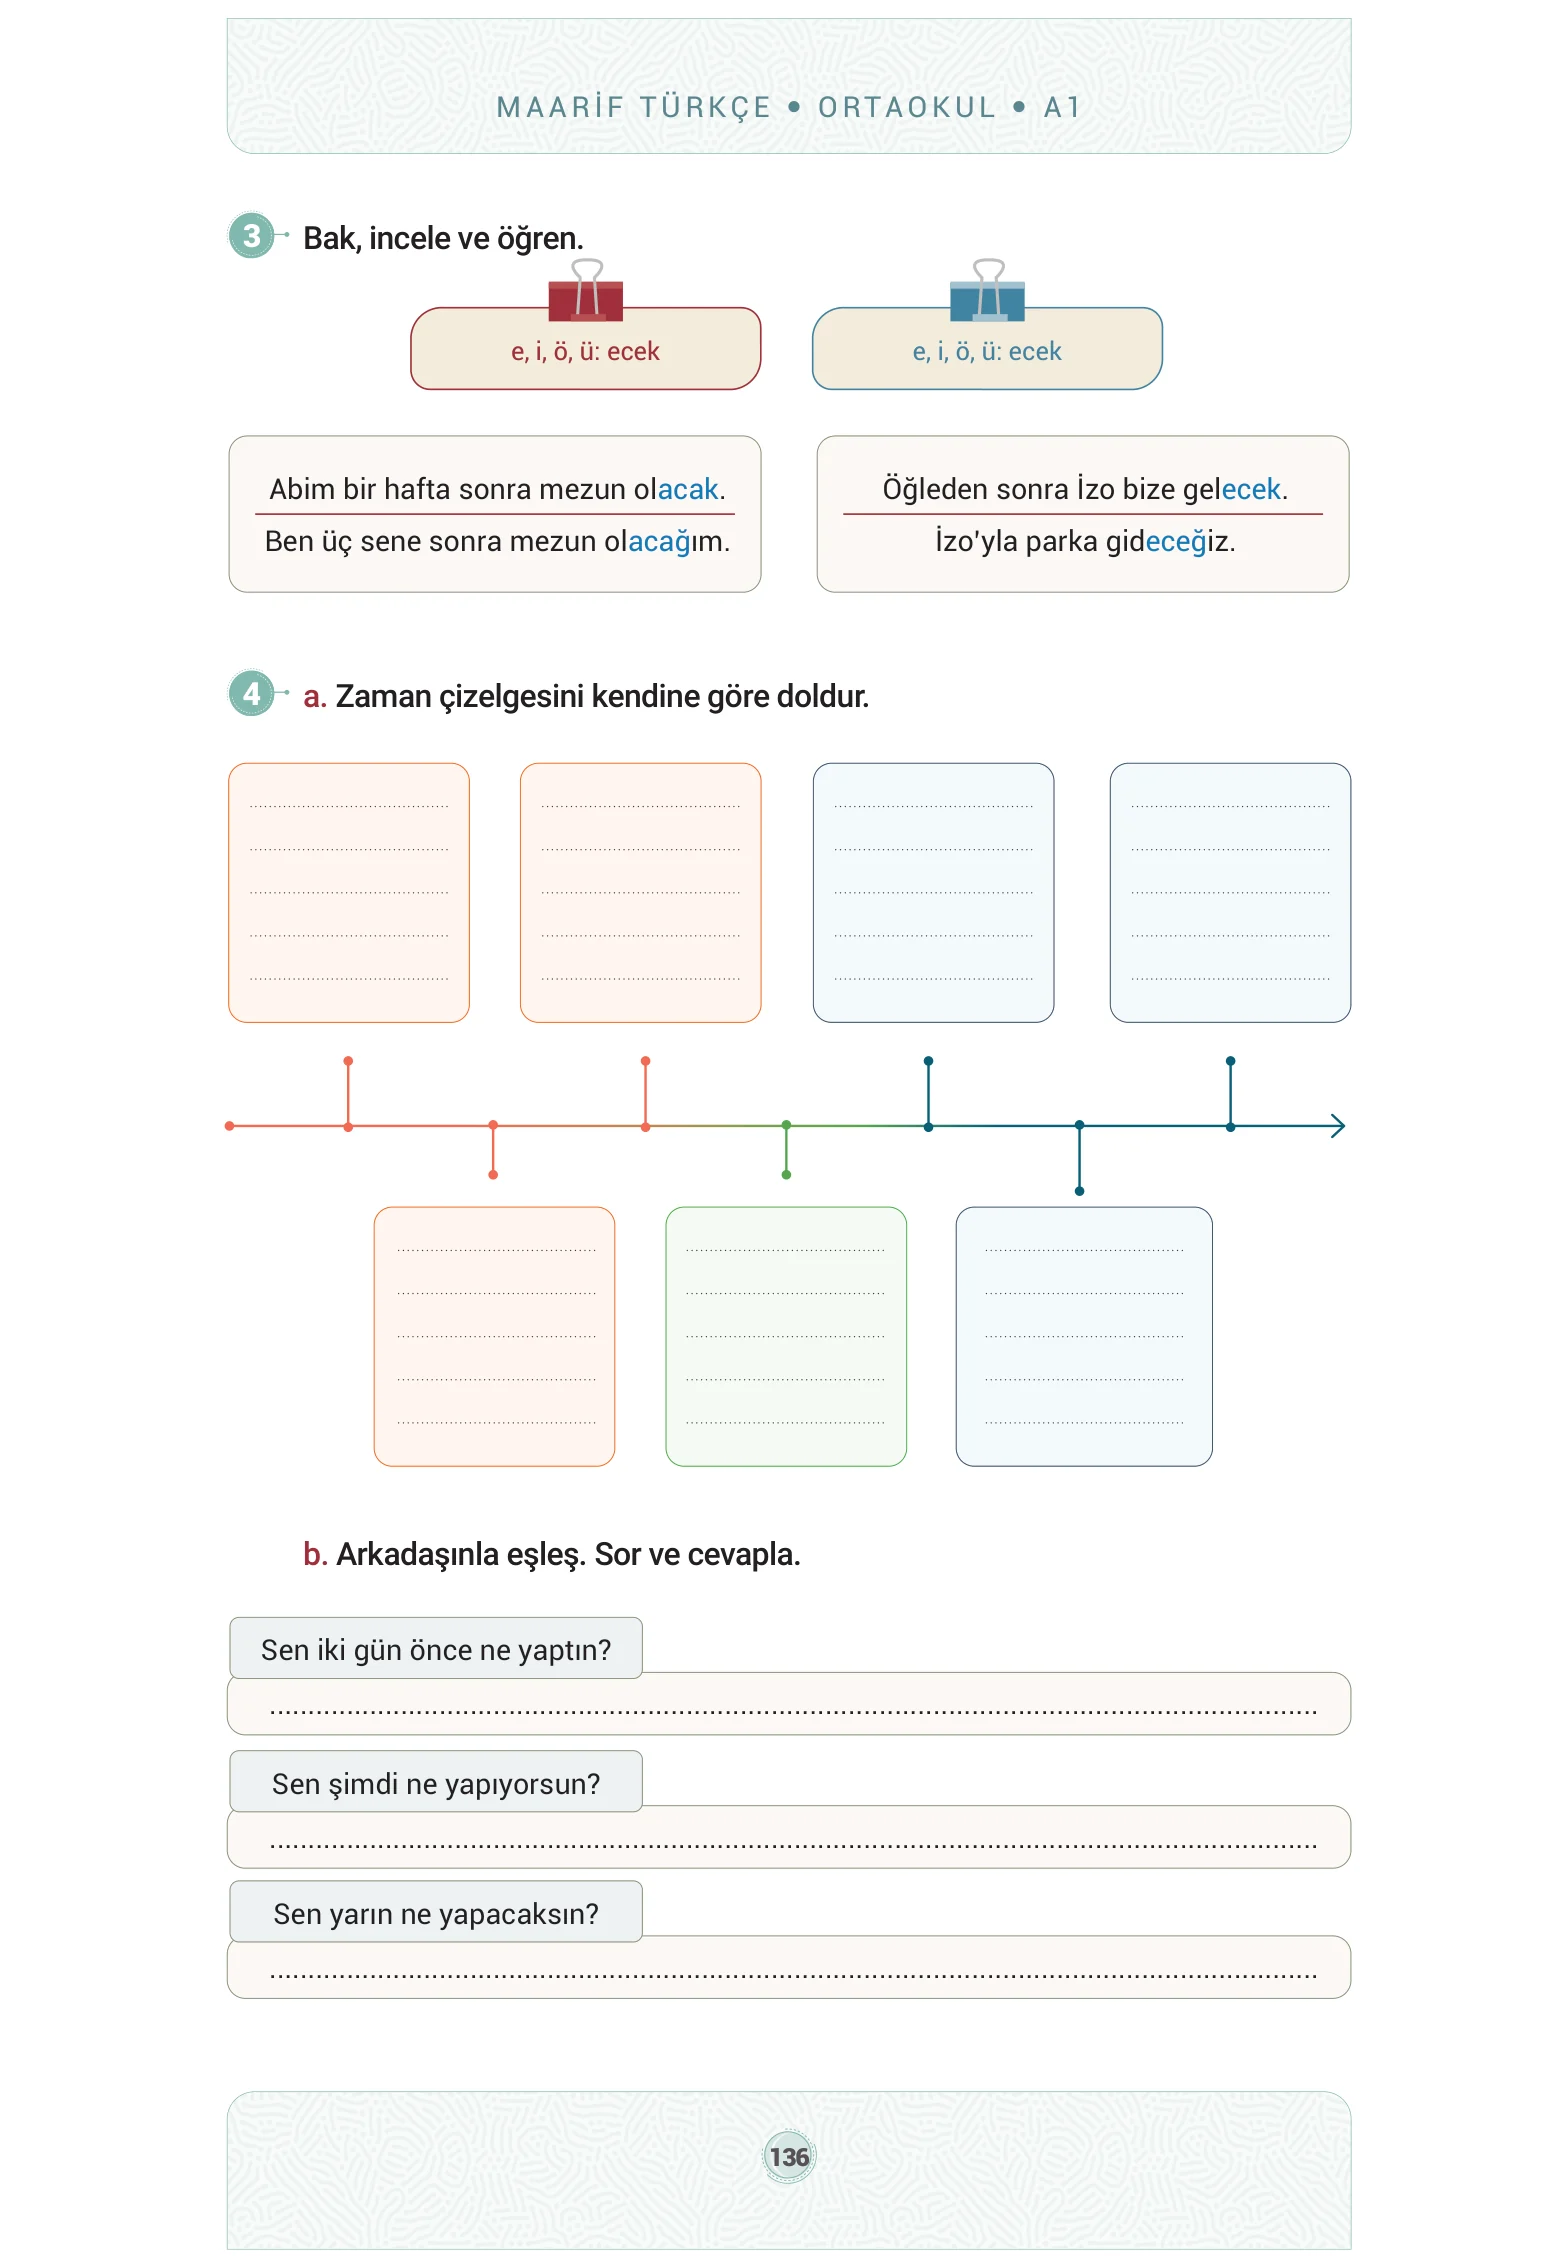 MAARİF TÜRKÇE • ORTAOKUL • A1
3 Bak, incele ve öğren.
e, i, ö, ü: ecek
e, i, ö, ü: ecek
Abim bir hafta sonra mezun olacak.
Ben üç sene sonra mezun olacağım.
Öğleden sonra İzo bize gelecek.
İzo'yla parka gideceğiz.
4 a. Zaman çizelgesini kendine göre doldur.
b. Arkadaşınla eşleş. Sor ve cevapla.
Sen iki gün önce ne yaptın?
Sen şimdi ne yapıyorsun?
Sen yarın ne yapacaksın?
136